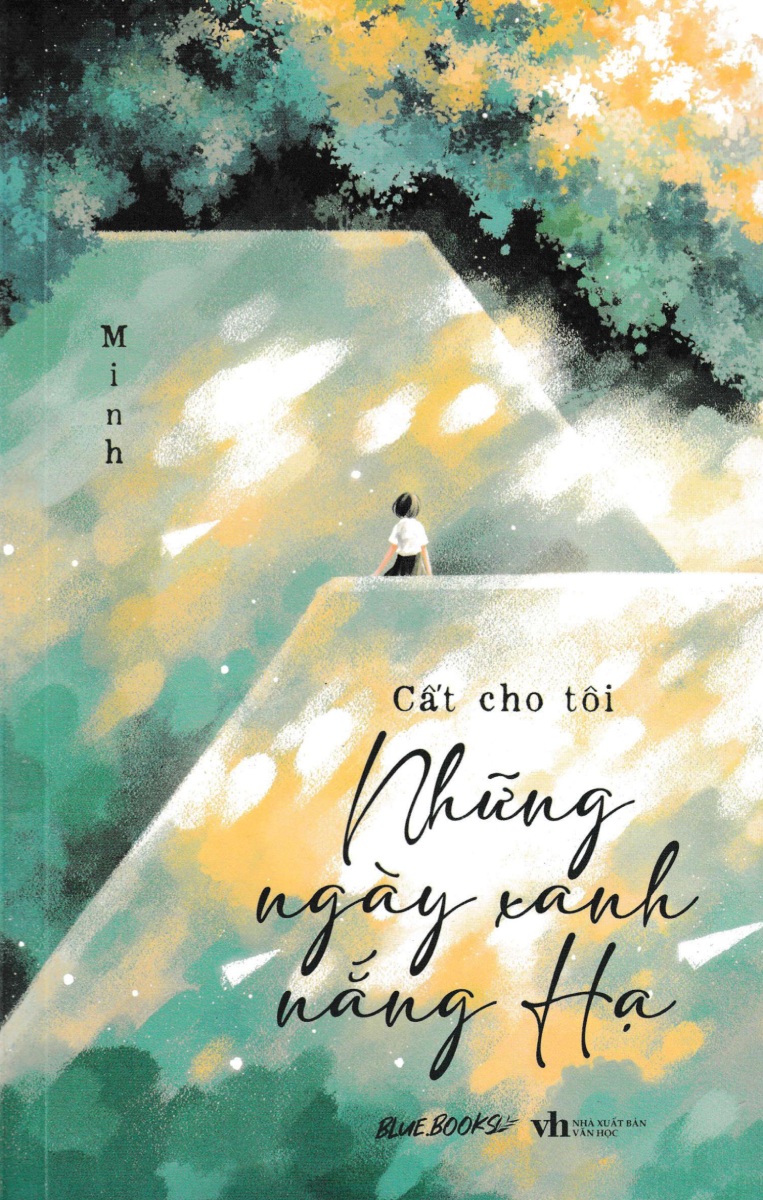 Minh
Cất cho tôi
Những
ngày xanh
nắng Hạ
BLUE.BOOKS
vh NHÀ XUẤT BẢN
VĂN HỌC